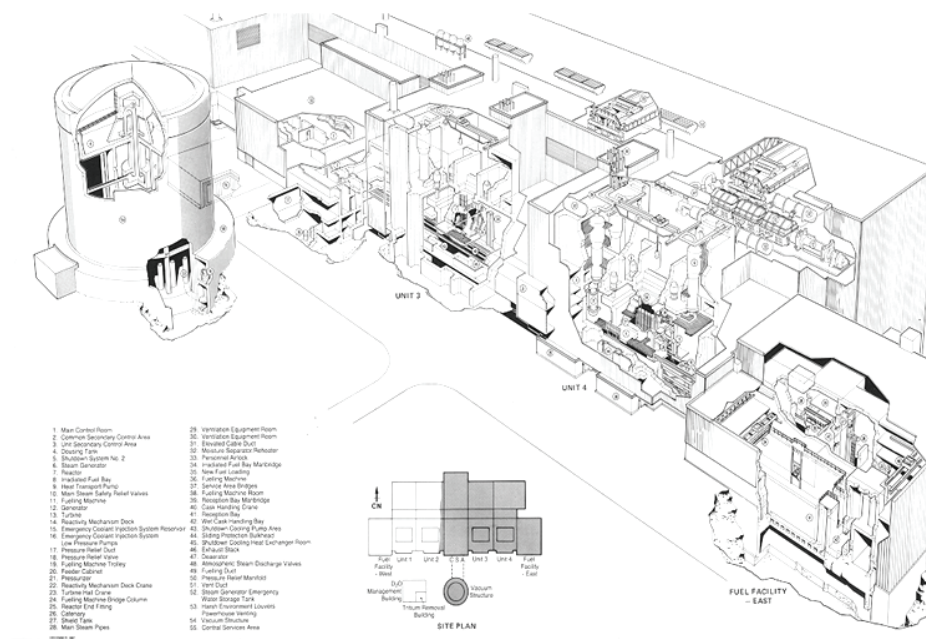 UNIT 3
UNIT 4
FUEL FACILITY
– EAST
1. Main Control Room
2. Common Secondary Control Area
3. Unit Secondary Control Area
4. Dousing Tank
5. Shutdown System No. 2
6. Steam Generator
7. Reactor
8. Irradiated Fuel Bay
9. Heat Transport Pump
10. Main Steam Safety Relief Valves
11. Fuelling Machine
12. Generator
13. Turbine
14. Reactivity Mechanism Deck
15. Emergency Coolant Injection System Reservoir
16. Emergency Coolant Injection System
Low Pressure Pumps
17. Pressure Relief Duct
18. Pressure Relief Valve
19. Fuelling Machine Trolley
20. Feeder Cabinet
21. Pressurizer
22. Reactivity Mechanism Deck Crane
23. Turbine Hall Crane
24. Fuelling Machine Bridge Column
25. Reactor End Fitting
26. Catenary
27. Shield Tank
28. Main Steam Pipes
29. Ventilation Equipment Room
30. Ventilation Equipment Room
31. Elevated Cable Duct
32. Moisture Separator Reheater
33. Personnel Airlock
34. Irradiated Fuel Bay Manbridge
35. New Fuel Loading
36. Fuelling Machine
37. Service Area Bridges
38. Fuelling Machine Room
39. Reception Bay Manbridge
40. Cask Handling Crane
41. Reception Bay
42. Wet Cask Handling Bay
43. Shutdown Cooling Pump Area
44. Sliding Protection Bulkhead
45. Shutdown Cooling Heat Exchanger Room
46. Exhaust Stack
47. Deaerator
48. Atmospheric Steam Discharge Valves
49. Fuelling Duct
50. Pressure Relief Manifold
51. Vent Duct
52. Steam Generator Emergency
Water Storage Tank
53. Harsh Environment Louvers
Powerhouse Venting
54. Vacuum Structure
55. Central Services Area
CN
Fuel
Facility
– West
Unit 1
Unit 2
C.S.A.
Unit 3
Unit 4
Fuel
Facility
– East
D₂O
Management
Building
Tritium Removal
Building
Vacuum
Structure
SITE PLAN